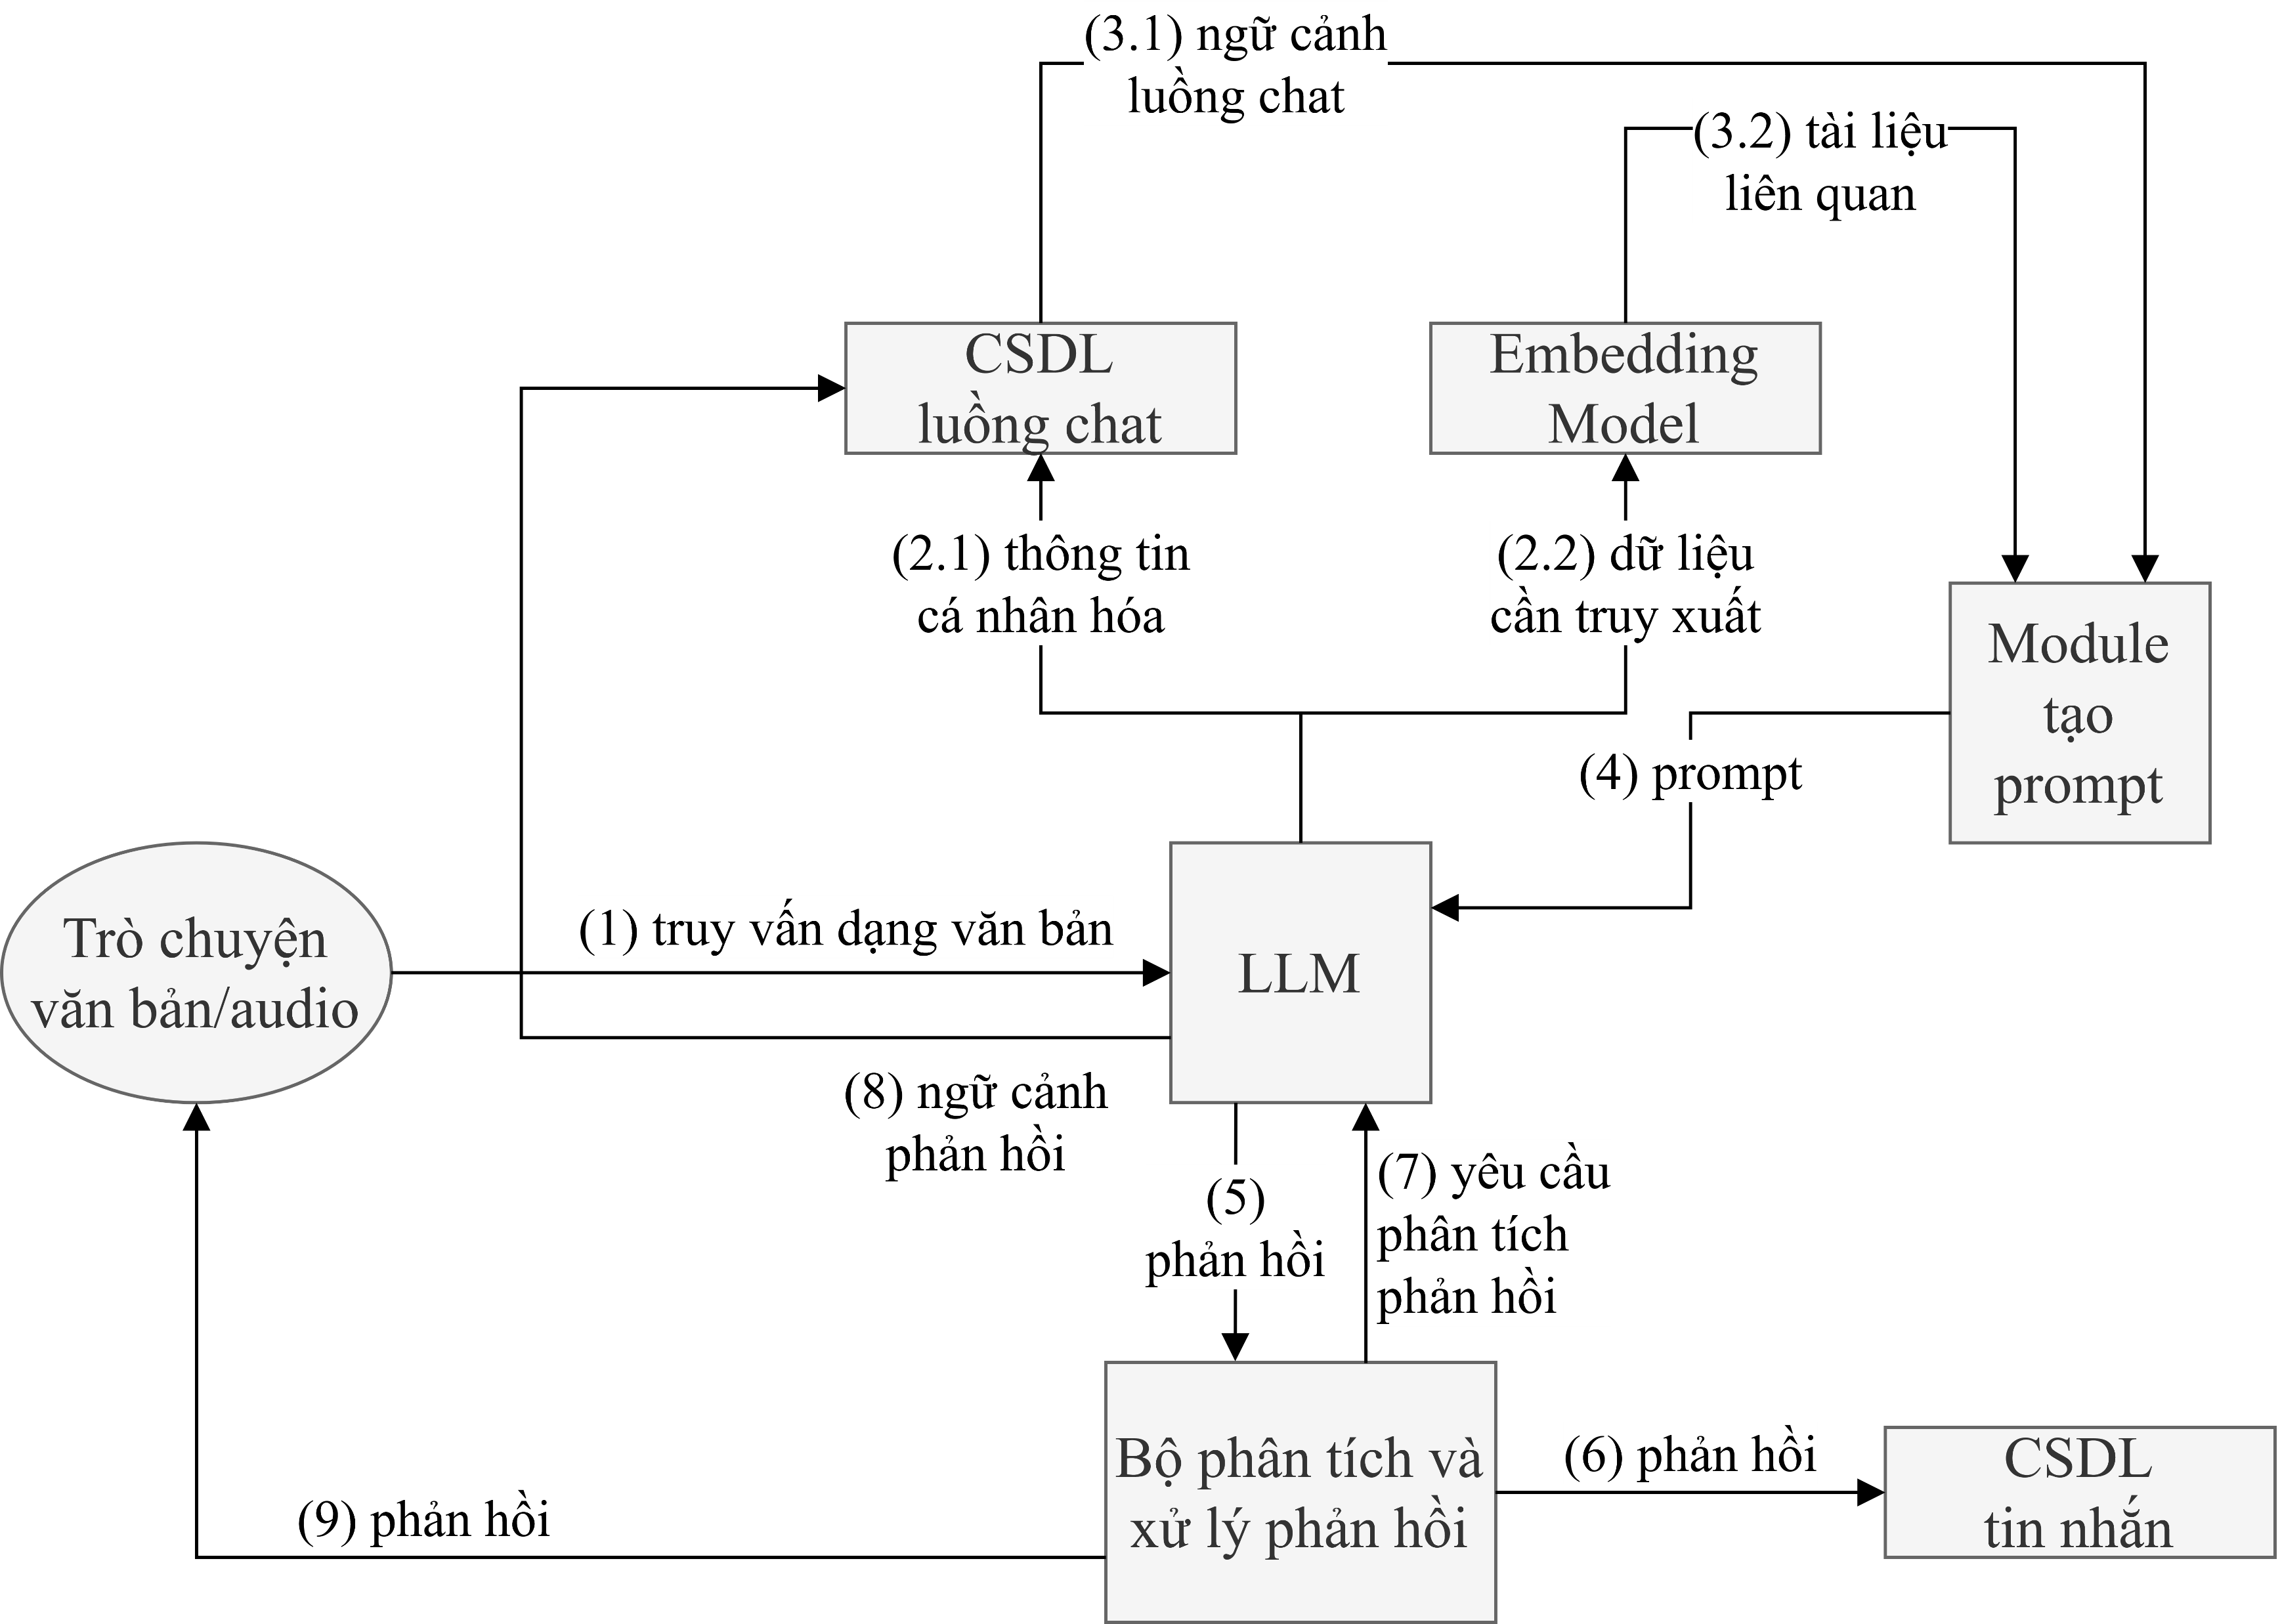 (3.1) ngữ cảnh
luồng chat
(3.2) tài liệu
liên quan
CSDL
luồng chat
Embedding
Model
(2.1) thông tin
cá nhân hóa
(2.2) dữ liệu
cần truy xuất
Module
tạo
prompt
(4) prompt
Trò chuyện
văn bản/audio
(1) truy vấn dạng văn bản
LLM
(8) ngữ cảnh
phản hồi
(5)
phản hồi
(7) yêu cầu
phân tích
phản hồi
Bộ phân tích và
xử lý phản hồi
(6) phản hồi
CSDL
tin nhắn
(9) phản hồi